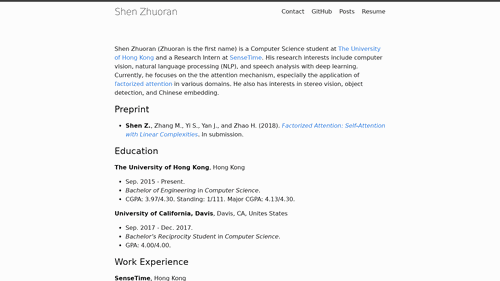 Shen Zhuoran
Contact GitHub Posts Resume
Shen Zhuoran (Zhuoran is the first name) is a Computer Science student at The University
of Hong Kong and a Research Intern at SenseTime. His research interests include computer
vision, natural language processing (NLP), and speech analysis with deep learning.
Currently, he focuses on the the attention mechanism, especially the application of
factorized attention in various domains. He also has interests in stereo vision, object
detection, and Chinese embedding.
Preprint
• Shen Z., Zhang M., Yi S., Yan J., and Zhao H. (2018). Factorized Attention: Self-Attention
with Linear Complexities. In submission.
Education
The University of Hong Kong, Hong Kong
• Sep. 2015 - Present.
• Bachelor of Engineering in Computer Science.
• CGPA: 3.97/4.30. Standing: 1/111. Major CGPA: 4.13/4.30.
University of California, Davis, Davis, CA, Unites States
• Sep. 2017 - Dec. 2017.
• Bachelor's Reciprocity Student in Computer Science.
• GPA: 4.00/4.00.
Work Experience
SenseTime, Hong Kong